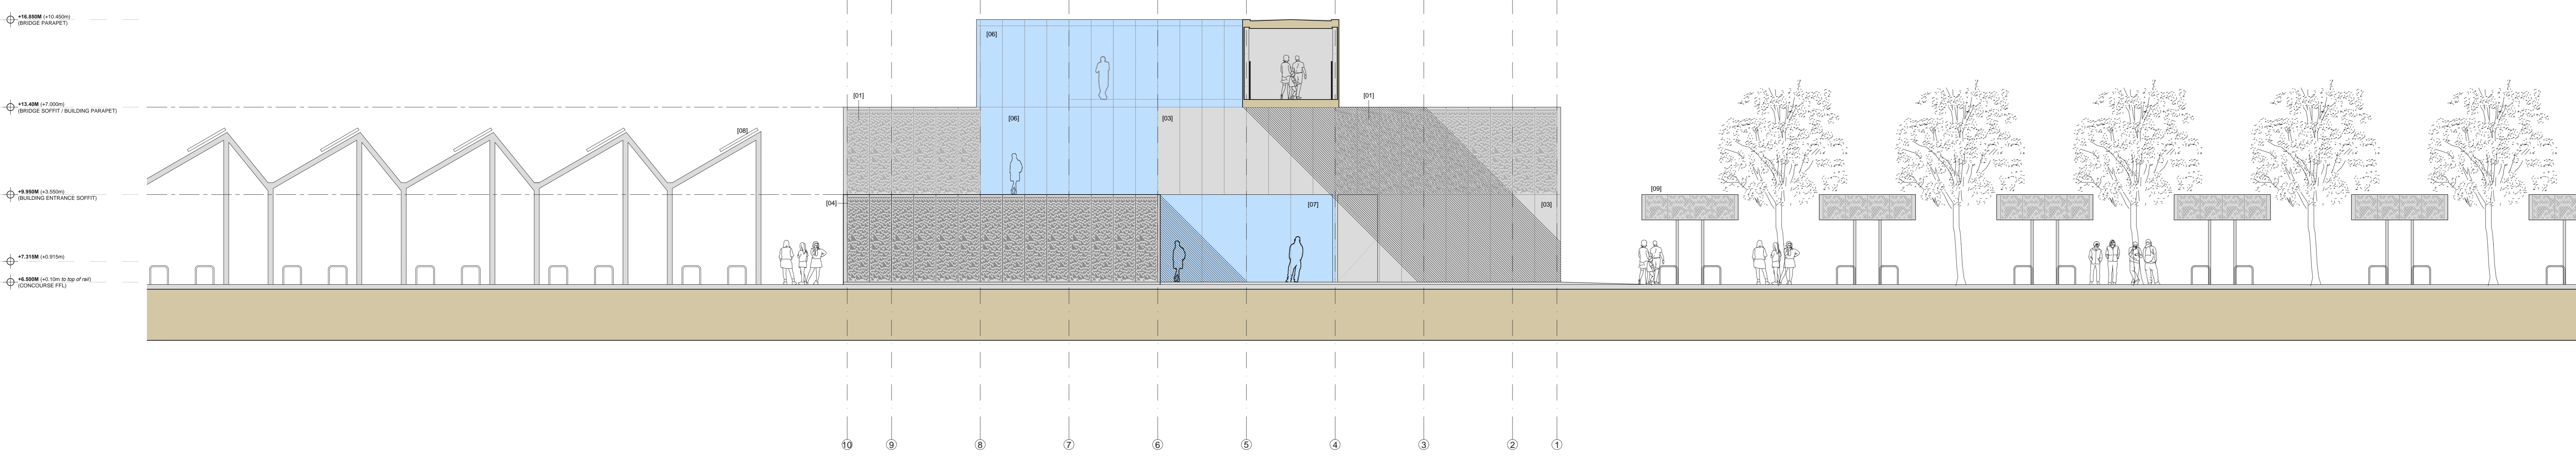 +16.850M (+10.450m)
(BRIDGE PARAPET)
[06]
+13.40M (+7.000m)
(BRIDGE SOFFIT / BUILDING PARAPET)
[01]
[01]
[06]
[03]
[08]
+9.950M (+3.550m)
(BUILDING ENTRANCE SOFFIT)
[09]
[04]
[07]
[03]
+7.315M (+0.915m)
+6.500M (+0.10m to top of rail)
(CONCOURSE FFL)
10
9
8
7
6
5
4
3
2
1